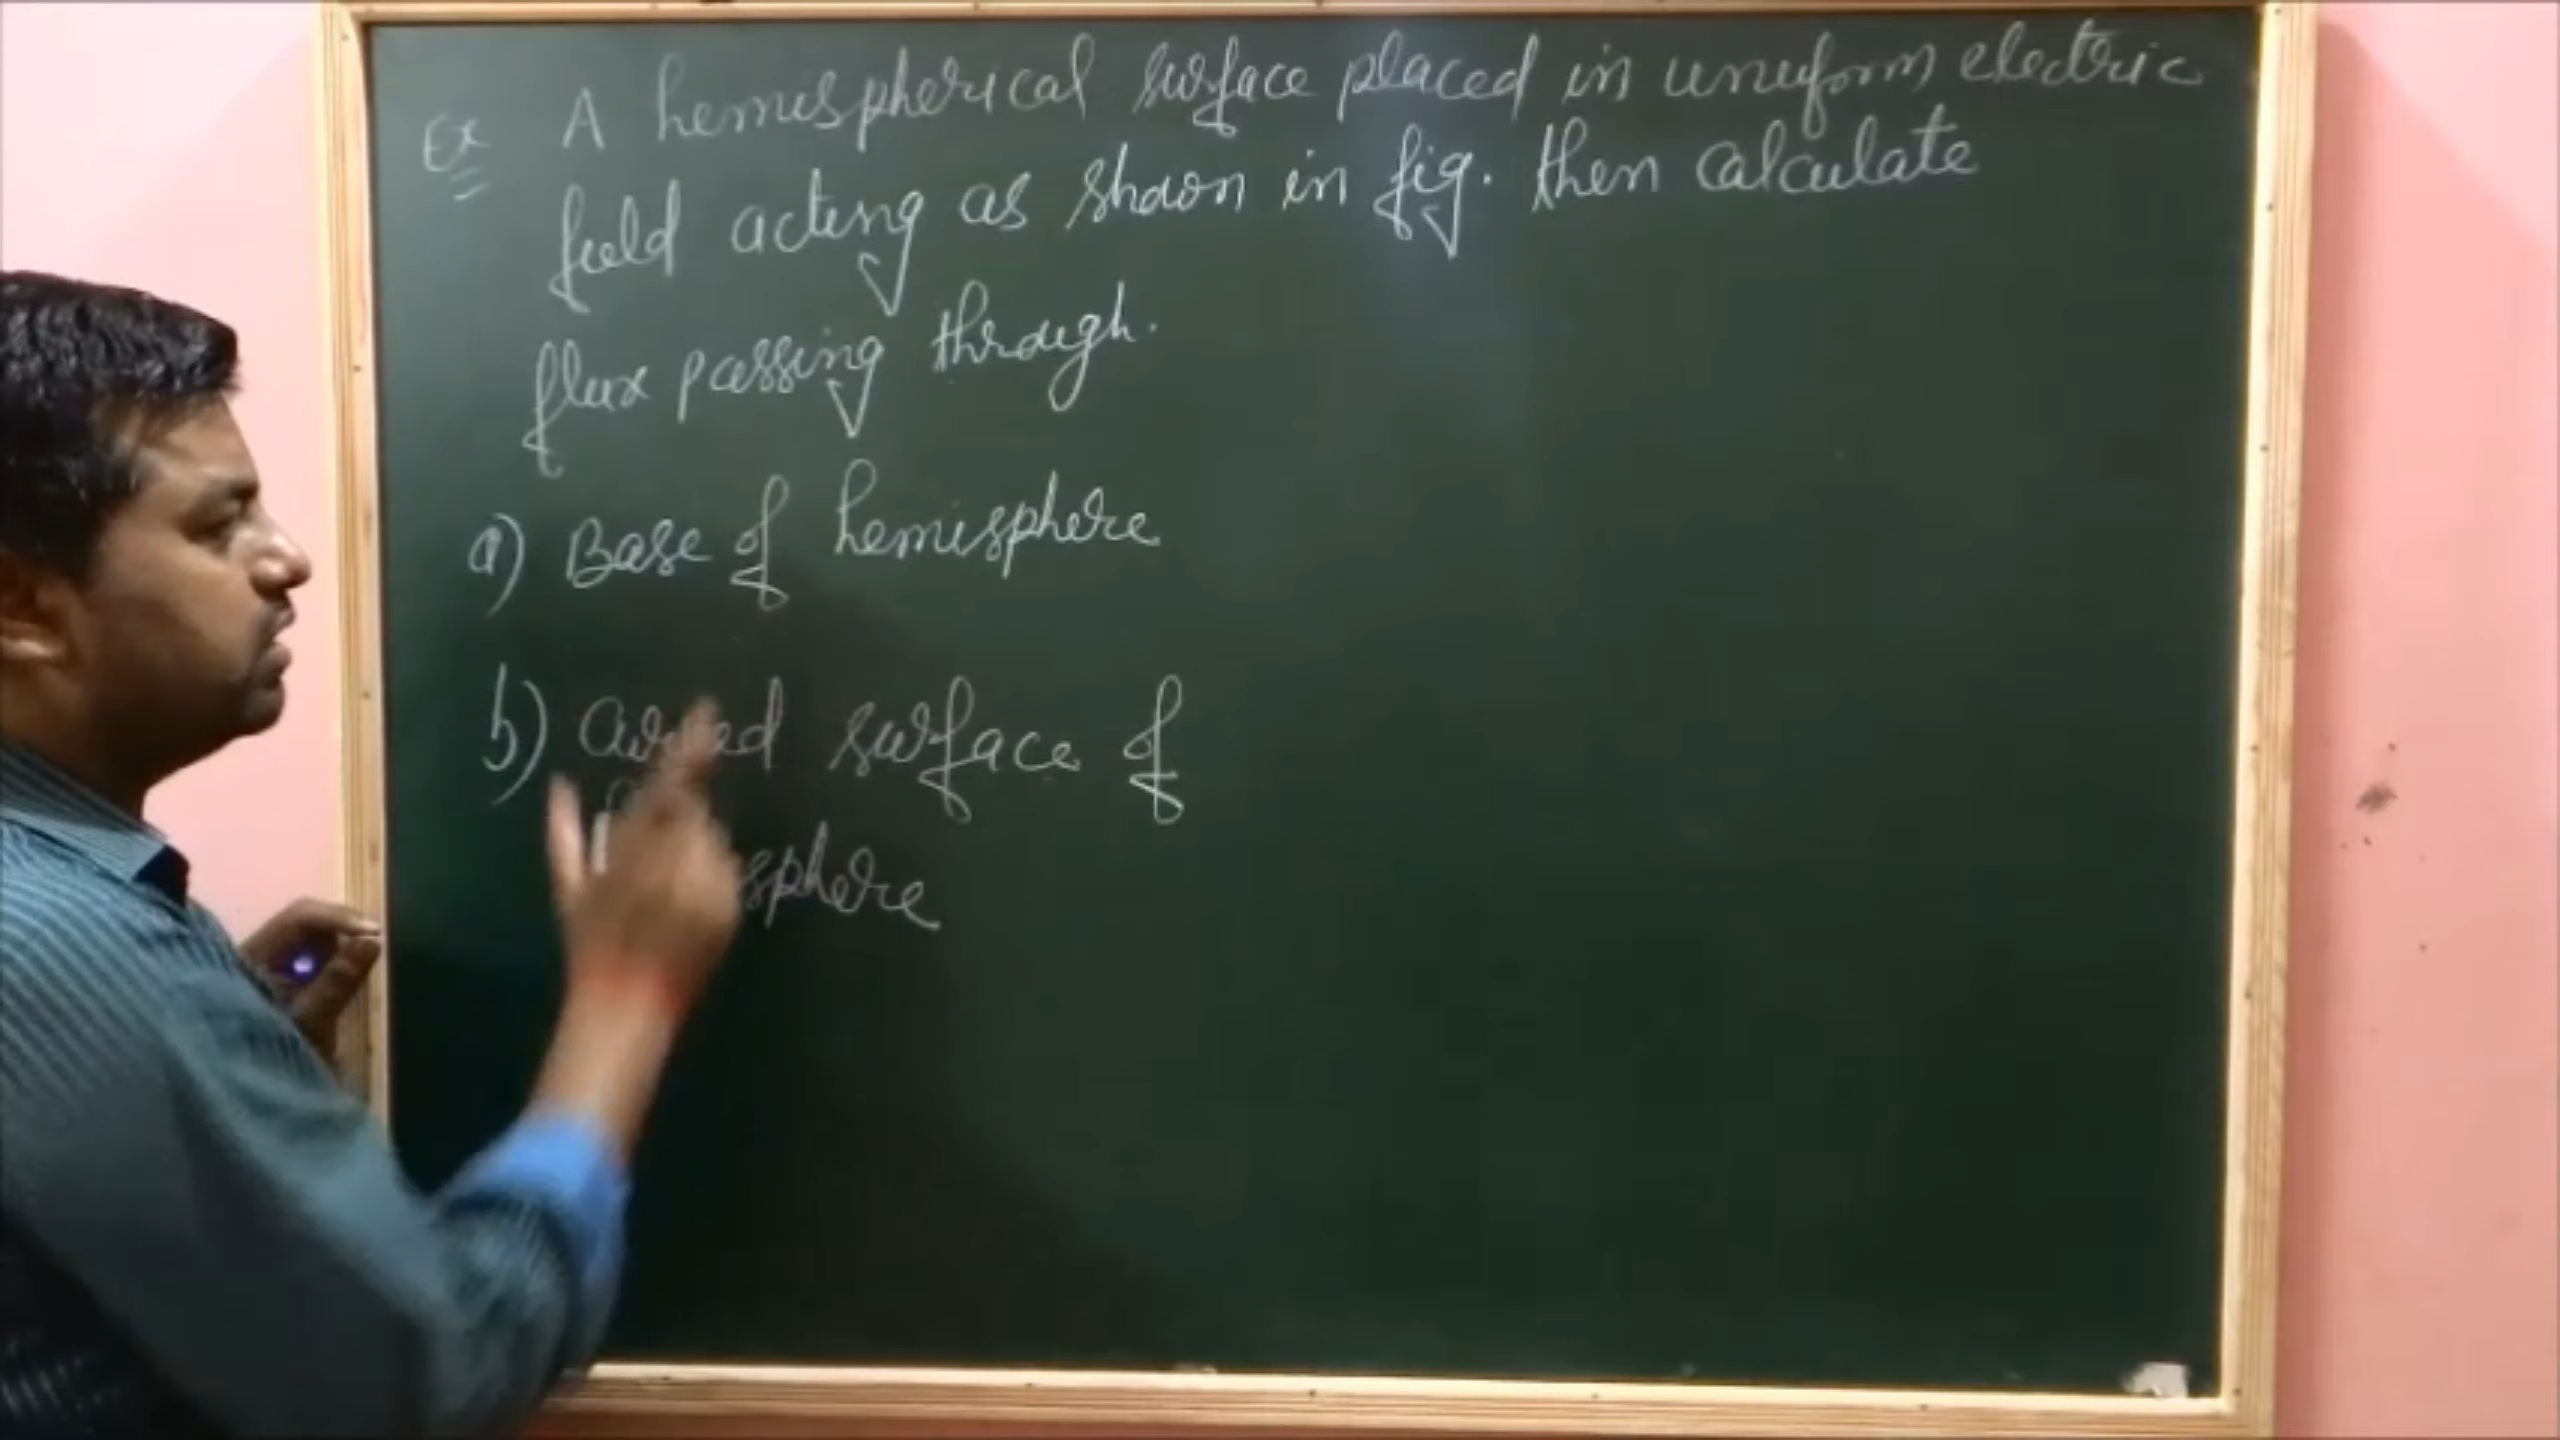 Ex A hemispherical surface placed in uniform electric
field acting as shown in fig. then calculate
flux passing through.
a) Base of hemisphere
b) surface of